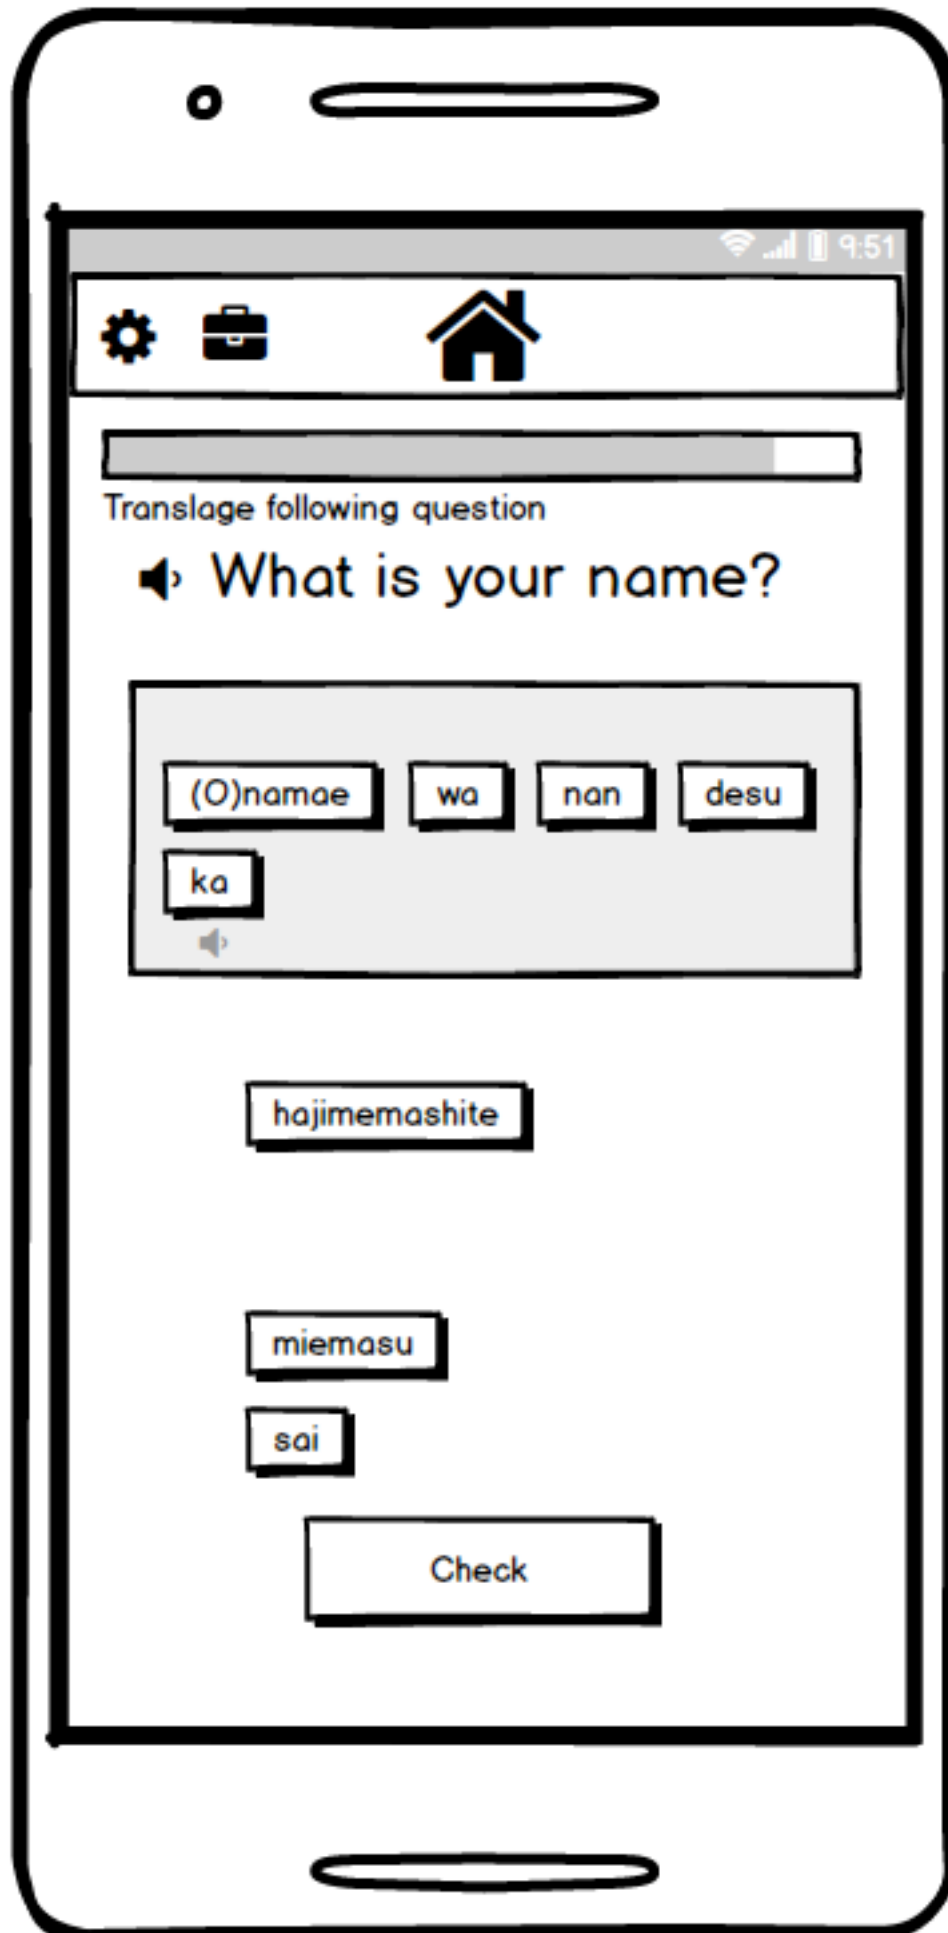 9:51
Translage following question
What is your name?
(O)namae wa nan desu
ka
hajimemashite
miemasu
sai
Check